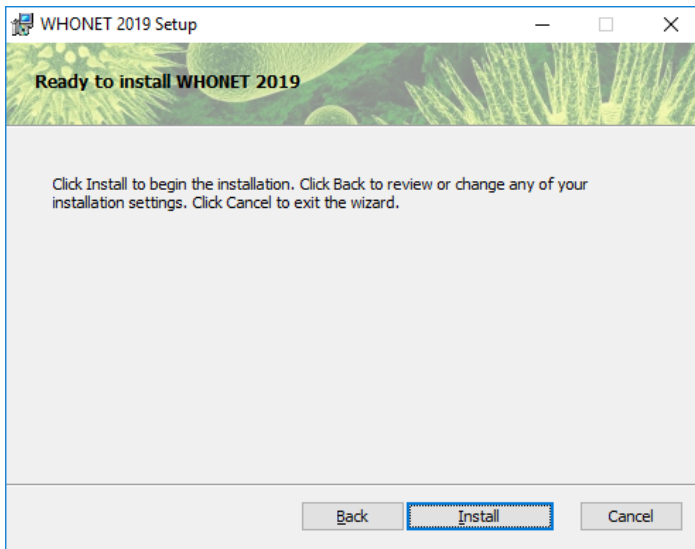 WHONET 2019 Setup
Ready to install WHONET 2019
Click Install to begin the installation. Click Back to review or change any of your
installation settings. Click Cancel to exit the wizard.
Back
Install
Cancel